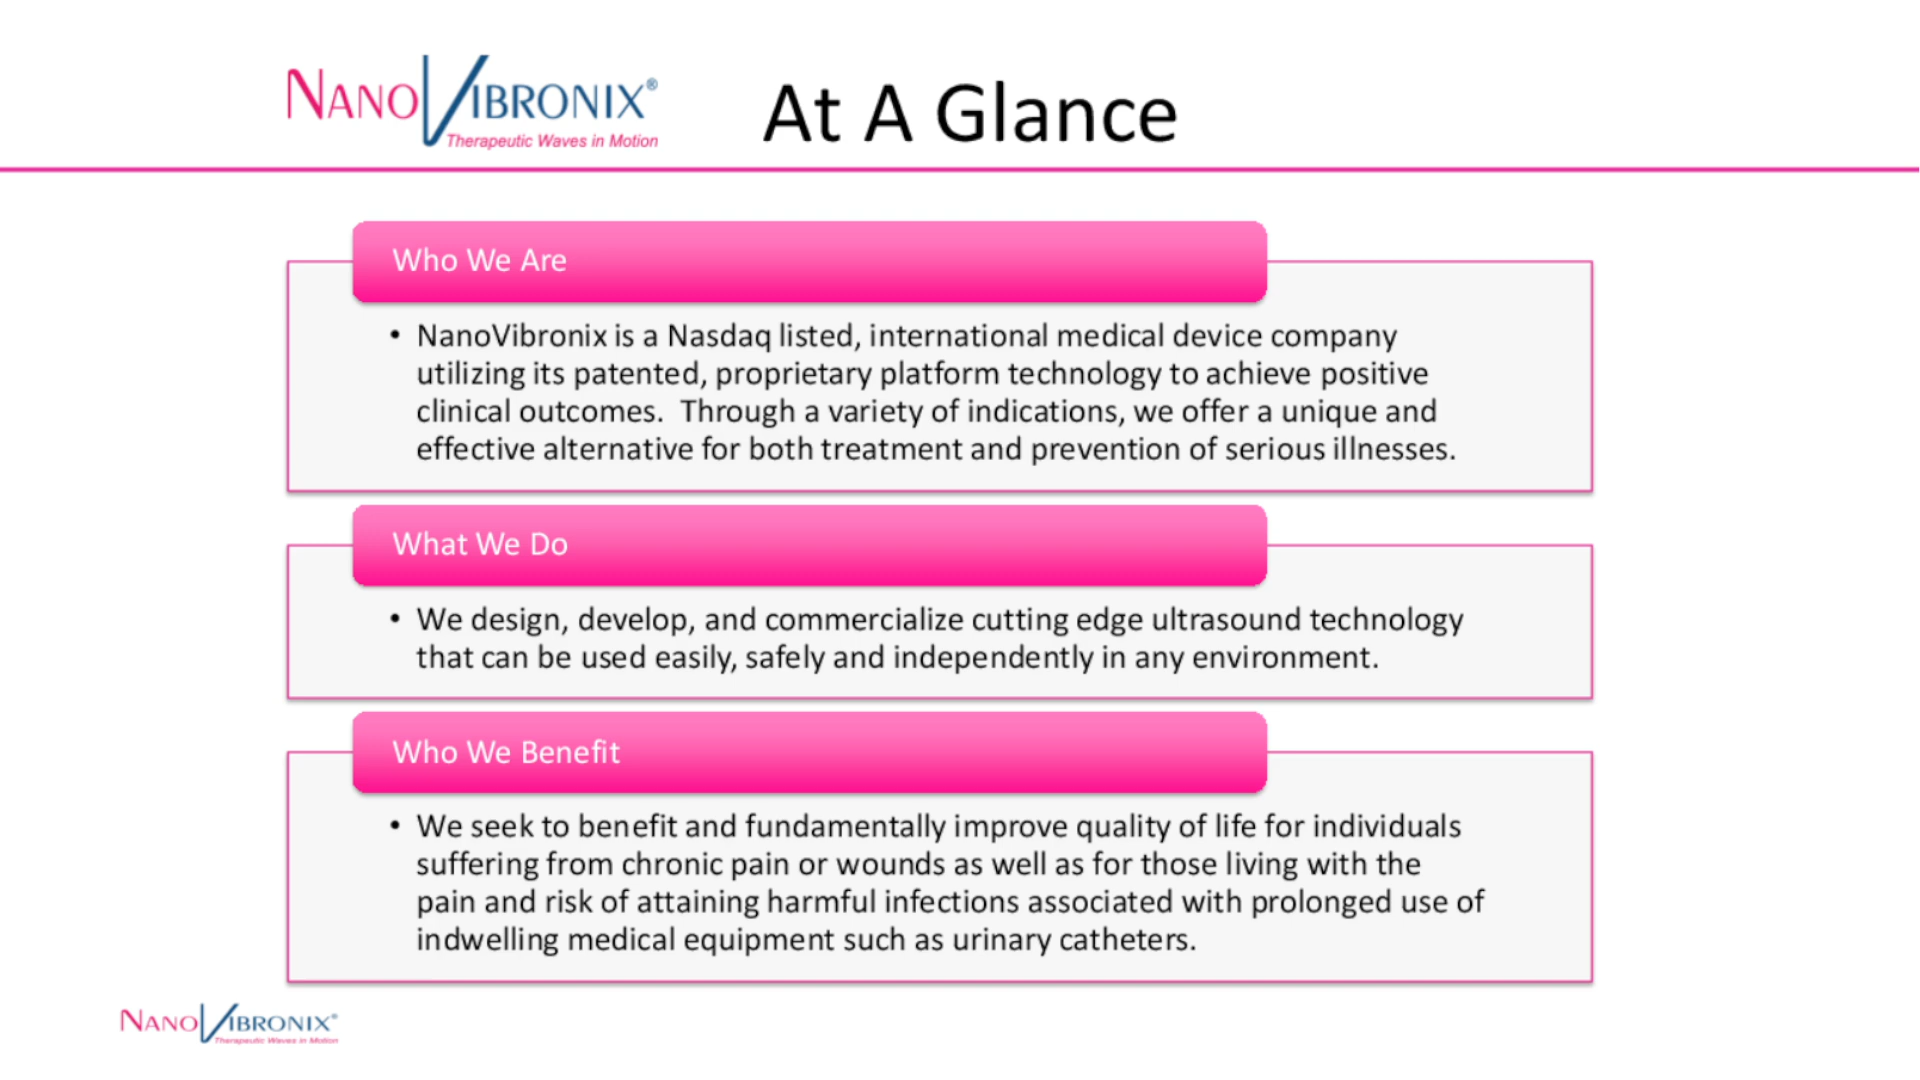 NANOVIBRONIX®
Therapeutic Waves in Motion
At A Glance
Who We Are
• NanoVibronix is a Nasdaq listed, international medical device company
utilizing its patented, proprietary platform technology to achieve positive
clinical outcomes.  Through a variety of indications, we offer a unique and
effective alternative for both treatment and prevention of serious illnesses.
What We Do
• We design, develop, and commercialize cutting edge ultrasound technology
that can be used easily, safely and independently in any environment.
Who We Benefit
• We seek to benefit and fundamentally improve quality of life for individuals
suffering from chronic pain or wounds as well as for those living with the
pain and risk of attaining harmful infections associated with prolonged use of
indwelling medical equipment such as urinary catheters.
NANOVIBRONIX®
Therapeutic Waves in Motion